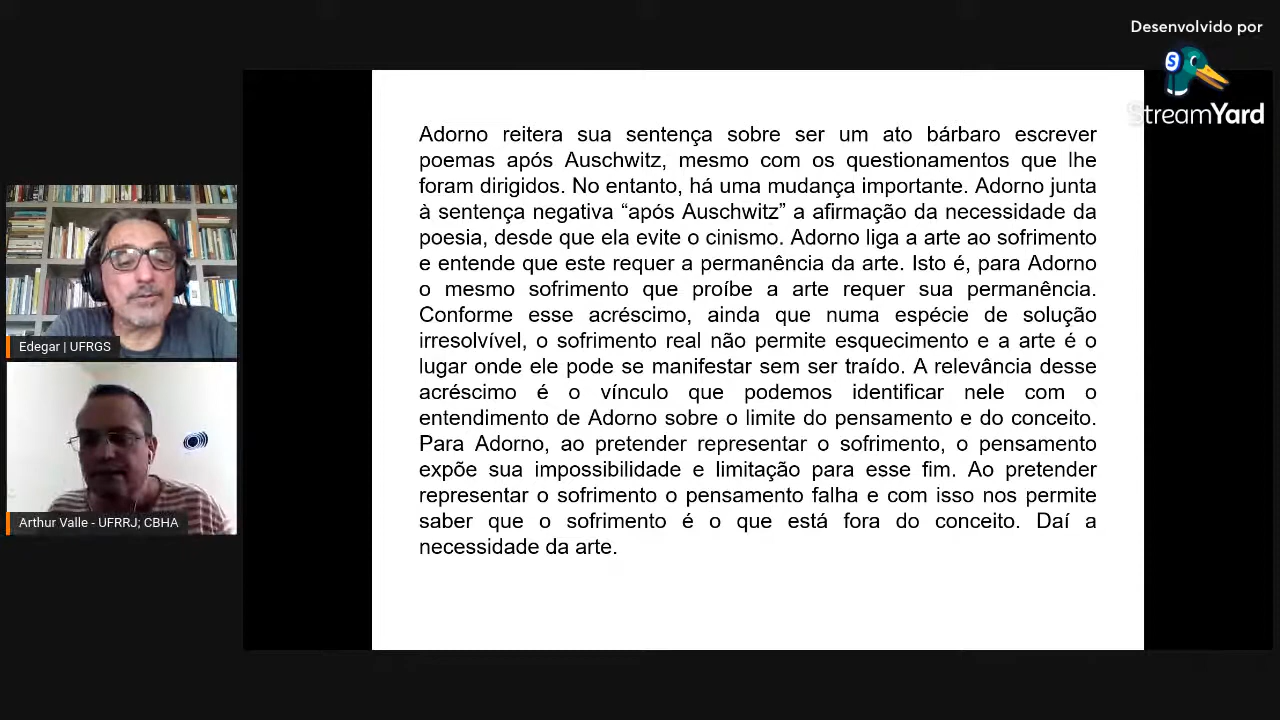 Desenvolvido por
StreamYard
Adorno reitera sua sentença sobre ser um ato bárbaro escrever
poemas após Auschwitz, mesmo com os questionamentos que lhe
foram dirigidos. No entanto, há uma mudança importante. Adorno junta
à sentença negativa “após Auschwitz” a afirmação da necessidade da
poesia, desde que ela evite o cinismo. Adorno liga a arte ao sofrimento
e entende que este requer a permanência da arte. Isto é, para Adorno
o mesmo sofrimento que proíbe a arte requer sua permanência.
Conforme esse acréscimo, ainda que numa espécie de solução
irresolvível, o sofrimento real não permite esquecimento e a arte é o
lugar onde ele pode se manifestar sem ser traído. A relevância desse
acréscimo é o vínculo que podemos identificar nele com o
entendimento de Adorno sobre o limite do pensamento e do conceito.
Para Adorno, ao pretender representar o sofrimento, o pensamento
expõe sua impossibilidade e limitação para esse fim. Ao pretender
representar o sofrimento o pensamento falha e com isso nos permite
saber que o sofrimento é o que está fora do conceito. Daí a
necessidade da arte.
Edegar | UFRGS
Arthur Valle - UFRRJ; CBHA